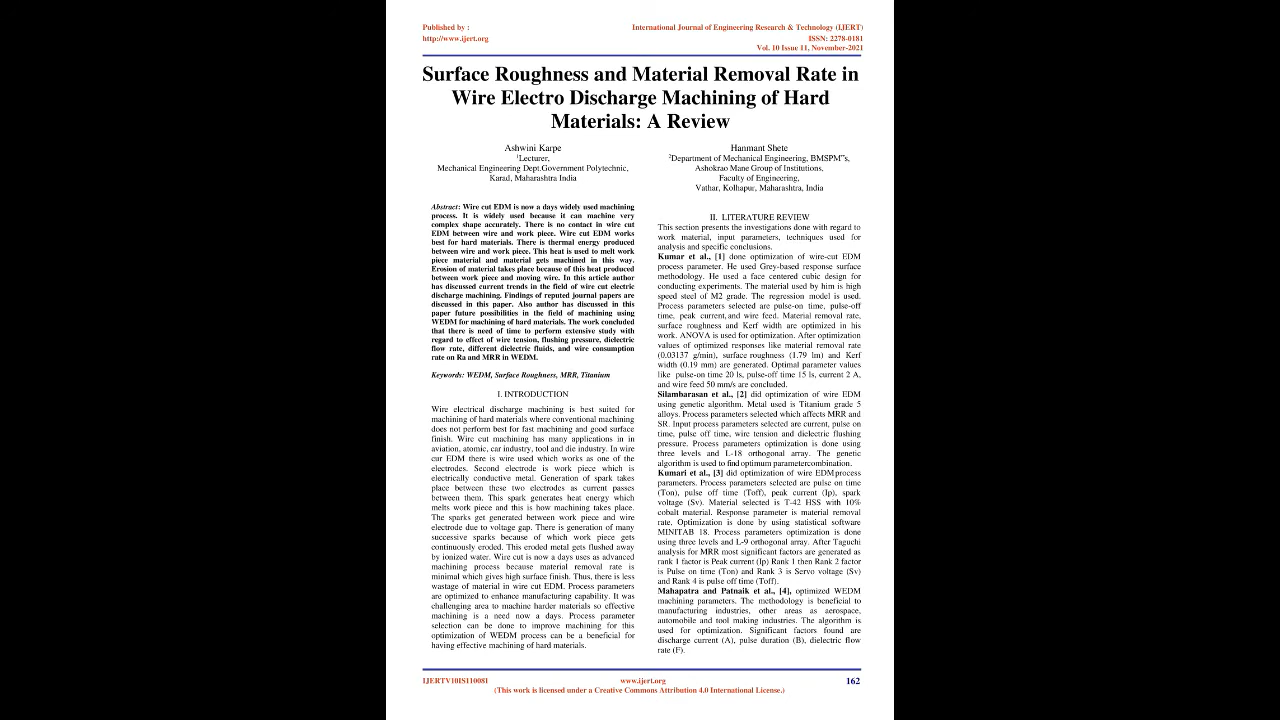 Published by :
http://www.ijert.org
International Journal of Engineering Research & Technology (IJERT)
ISSN: 2278-0181
Vol. 10 Issue 11, November-2021
Surface Roughness and Material Removal Rate in
Wire Electro Discharge Machining of Hard
Materials: A Review
Ashwini Karpe
1Lecturer,
Mechanical Engineering Dept.Government Polytechnic,
Karad, Maharashtra India
Hanmant Shete
2Department of Mechanical Engineering, BMSPM"s,
Ashokrao Mane Group of Institutions,
Faculty of Engineering,
Vathar, Kolhapur, Maharashtra, India
Abstract: Wire cut EDM is now a days widely used machining
process. It is widely used because it can machine very
complex shape accurately. There is no contact in wire cut
EDM between wire and work piece. Wire cut EDM works
best for hard materials. There is thermal energy produced
between wire and work piece. This heat is used to melt work
piece material and material gets machined in this way.
Erosion of material takes place because of this heat produced
between work piece and moving wire. In this article author
has discussed current trends in the field of wire cut electric
discharge machining. Findings of reputed journal papers are
discussed in this paper. Also author has discussed in this
paper future possibilities in the field of machining using
WEDM for machining of hard materials. The work concluded
that there is need of time to perform extensive study with
regard to effect of wire tension, flushing pressure, dielectric
flow rate, different dielectric fluids, and wire consumption
rate on Ra and MRR in WEDM.
Keywords: WEDM, Surface Roughness, MRR, Titanium
I. INTRODUCTION
Wire electrical discharge machining is best suited for
machining of hard materials where conventional machining
does not perform best for fast machining and good surface
finish. Wire cut machining has many applications in in
aviation, atomic, car industry, tool and die industry. In wire
cur EDM there is wire used which works as one of the
electrodes. Second electrode is work piece which is
electrically conductive metal. Generation of spark takes
place between these two electrodes as current passes
between them. This spark generates heat energy which
melts work piece and this is how machining takes place.
The sparks get generated between work piece and wire
electrode due to voltage gap. There is generation of many
successive sparks because of which work piece gets
continuously eroded. This eroded metal gets flushed away
by ionized water. Wire cut is now a days uses as advanced
machining process because material removal rate is
minimal which gives high surface finish. Thus, there is less
wastage of material in wire cut EDM. Process parameters
are optimized to enhance manufacturing capability. It was
challenging area to machine harder materials so effective
machining is a need now a days. Process parameter
selection can be done to improve machining for this
optimization of WEDM process can be a beneficial for
having effective machining of hard materials.
II. LITERATURE REVIEW
This section presents the investigations done with regard to
work material, input parameters, techniques used for
analysis and specific conclusions.
Kumar et al., [1] done optimization of wire-cut EDM
process parameter. He used Grey-based response surface
methodology. He used a face centered cubic design for
conducting experiments. The material used by him is high
speed steel of M2 grade. The regression model is used.
Process parameters selected are pulse-on time, pulse-off
time, peak current, and wire feed. Material removal rate,
surface roughness and Kerf width are optimized in his
work. ANOVA is used for optimization. After optimization
values of optimized responses like material removal rate
(0.03137 g/min), surface roughness (1.79 lm) and Kerf
width (0.19 mm) are generated. Optimal parameter values
like pulse-on time 20 ls, pulse-off time 15 ls, current 2 A,
and wire feed 50 mm/s are concluded.
Silambarasan et al., [2] did optimization of wire EDM
using genetic algorithm. Metal used is Titanium grade 5
alloys. Process parameters selected which affects MRR and
SR. Input process parameters selected are current, pulse on
time, pulse off time, wire tension and dielectric flushing
pressure. Process parameters optimization is done using
three levels and L-18 orthogonal array. The genetic
algorithm is used to find optimum parametercombination.
Kumari et al., [3] did optimization of wire EDMprocess
parameters. Process parameters selected are pulse on time
(Ton), pulse off time (Toff), peak current (Ip), spark
voltage (Sv). Material selected is T-42 HSS with 10%
cobalt material. Response parameter is material removal
rate. Optimization is done by using statistical software
MINITAB 18. Process parameters optimization is done
using three levels and L-9 orthogonal array. After Taguchi
analysis for MRR most significant factors are generated as
rank 1 factor is Peak current (Ip) Rank 1 then Rank 2 factor
is Pulse on time (Ton) and Rank 3 is Servo voltage (Sv)
and Rank 4 is pulse off time (Toff).
Mahapatra and Patnaik et al., [4], optimized WEDM
machining parameters. The methodology is beneficial to
manufacturing industries, other areas as aerospace,
automobile and tool making industries. The algorithm is
used for optimization. Significant factors found are
discharge current (A), pulse duration (B), dielectric flow
rate (F).
IJERTV10IS110081
www.ijert.org
162
(This work is licensed under a Creative Commons Attribution 4.0 International License.)